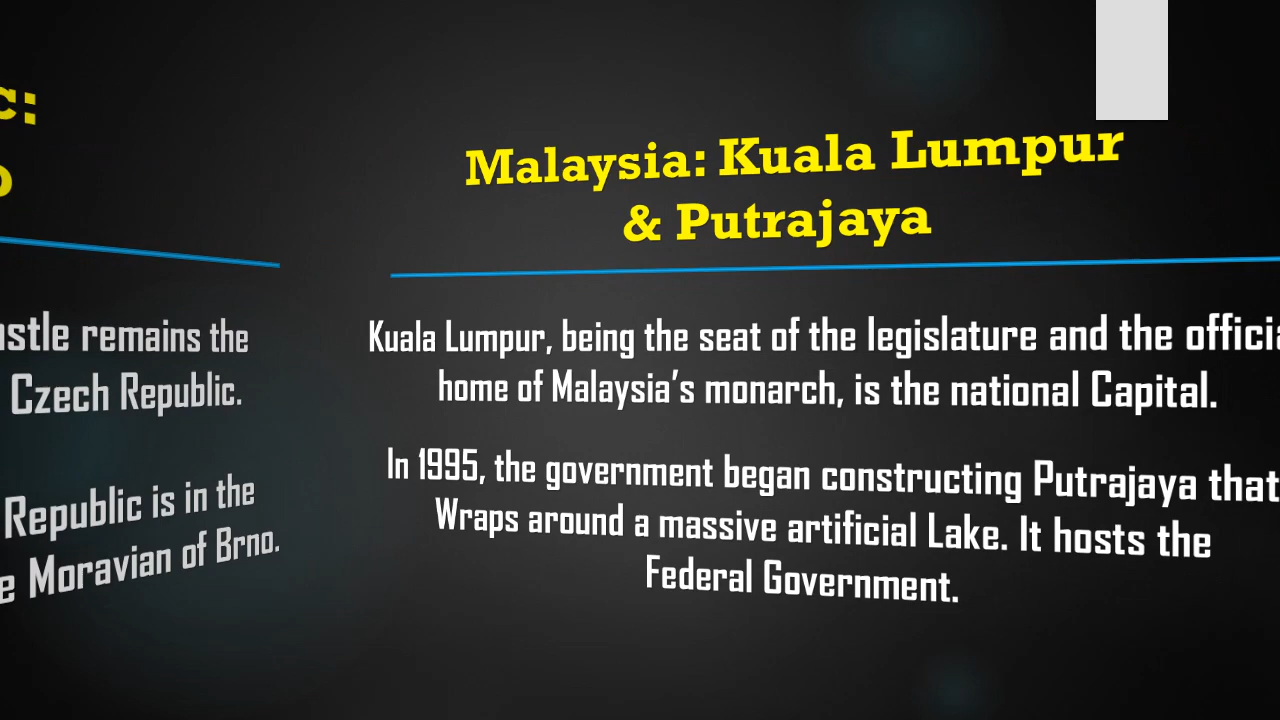 c:
o
stle remains the
Czech Republic.
Republic is in the
e Moravian of Brno.
Malaysia: Kuala Lumpur
& Putrajaya
Kuala Lumpur, being the seat of the legislature and the officia
home of Malaysia's monarch, is the national Capital.
In 1995, the government began constructing Putrajaya that
Wraps around a massive artificial Lake. It hosts the
Federal Government.